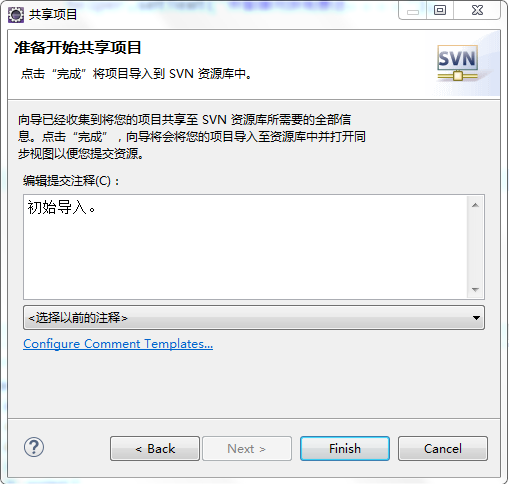 共享项目
准备开始共享项目
点击“完成”将项目导入到 SVN 资源库中。
SVN
向导已经收集到将您的项目共享至 SVN 资源库所需要的全部信
息。点击“完成”，向导将会将您的项目导入至资源库中并打开同
步视图以便您提交资源。
编辑提交注释(C)：
初始导入。
<选择以前的注释>
Configure Comment Templates...
?
< Back
Next >
Finish
Cancel